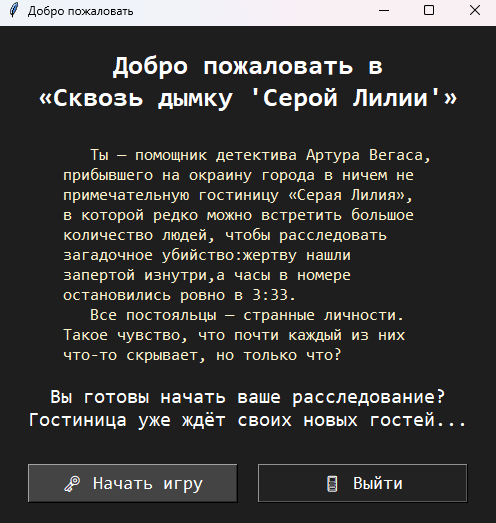 Добро пожаловать
Добро пожаловать в
«Сквозь дымку 'Серой Лилии'»
Ты — помощник детектива Артура Вегаса,
прибывшего на окраину города в ничем не
примечательную гостиницу «Серая Лилия»,
в которой редко можно встретить большое
количество людей, чтобы расследовать
загадочное убийство:жертву нашли
запертой изнутри,а часы в номере
остановились ровно в 3:33.
Все постояльцы — странные личности.
Такое чувство, что почти каждый из них
что-то скрывает, но только что?
Вы готовы начать ваше расследование?
Гостиница уже ждёт своих новых гостей...
Начать игру
Выйти